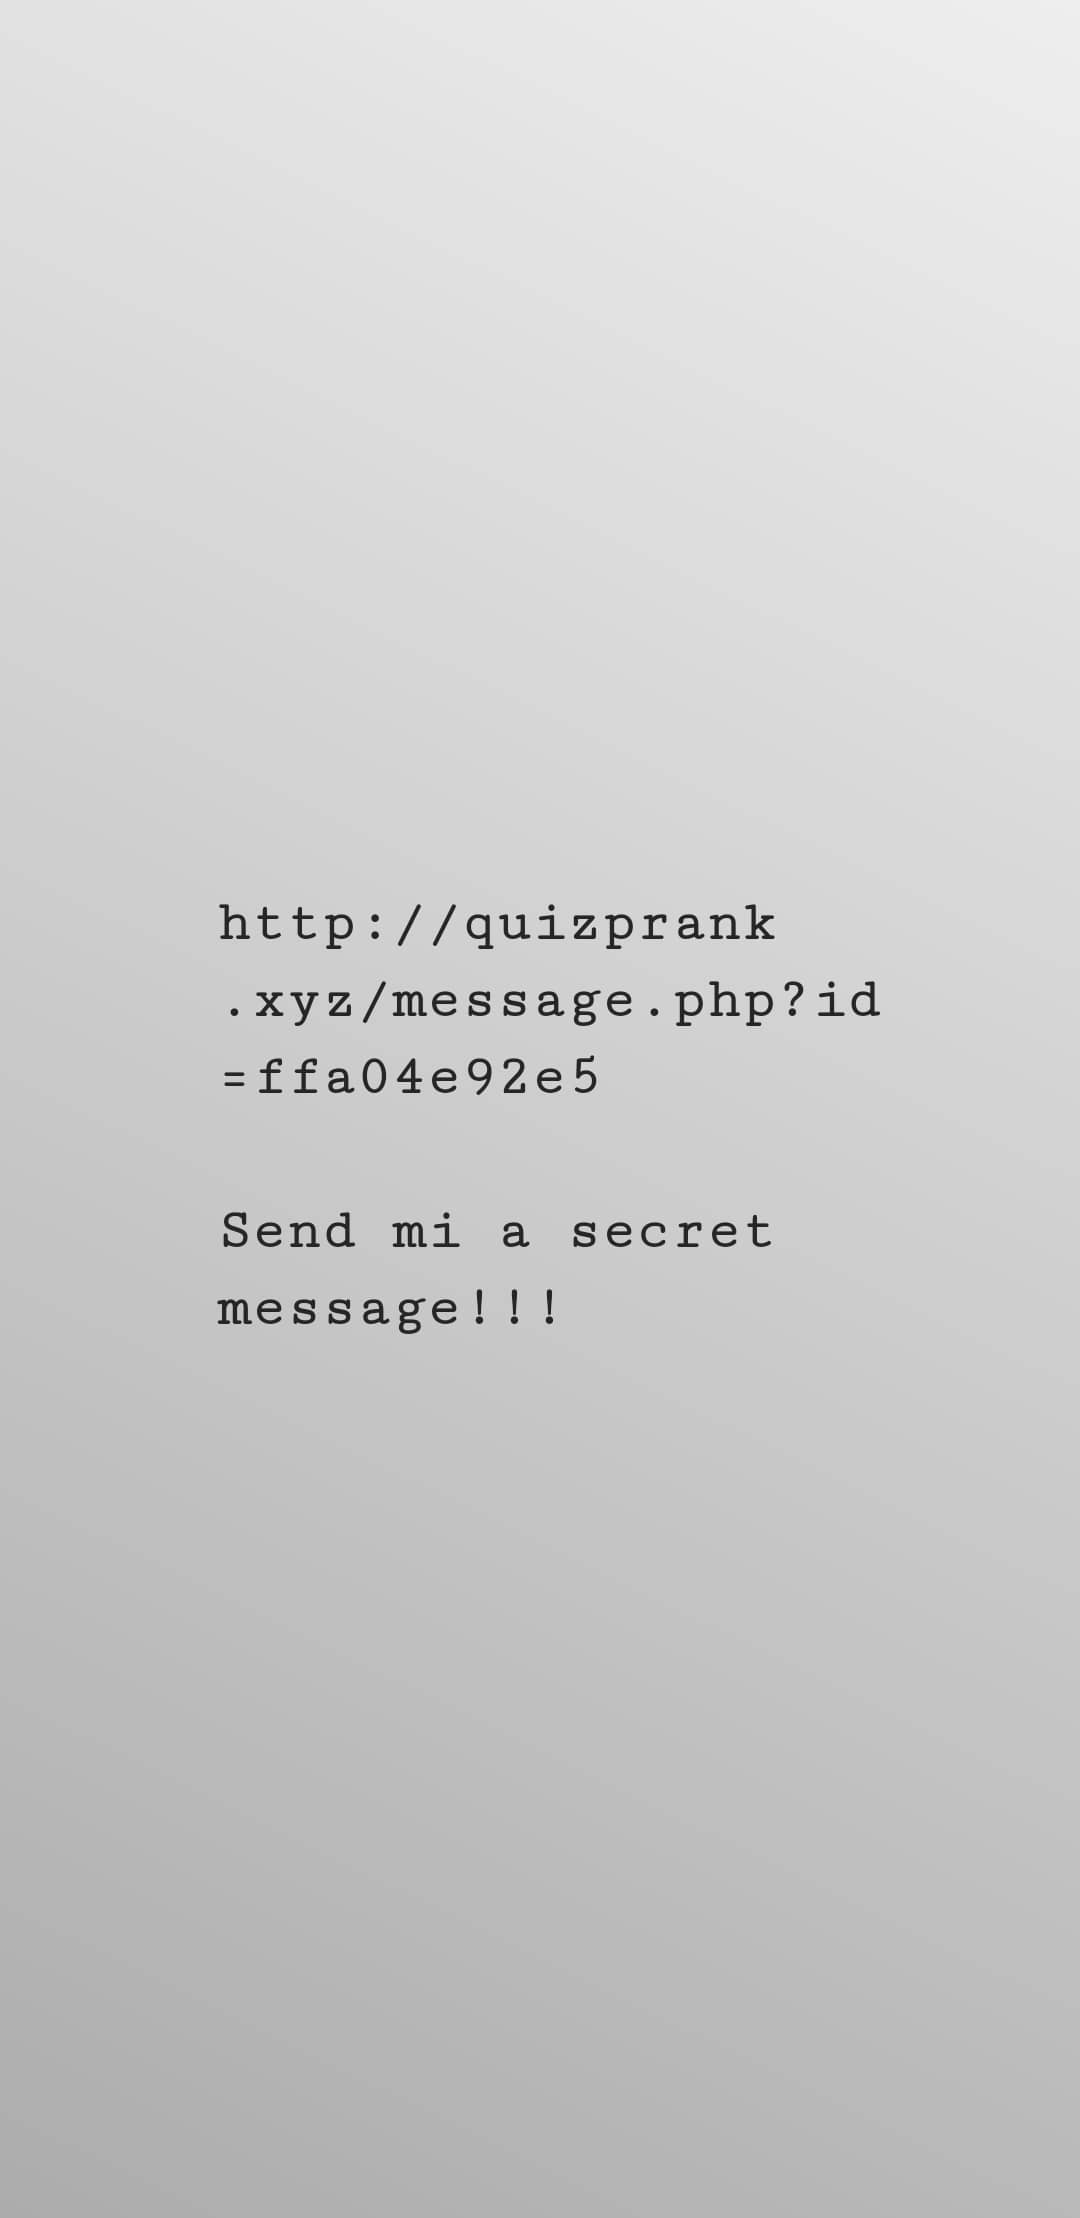 http://quizprank
.xyz/message.php?id
=ffa04e92e5
Send mi a secret
message!!!